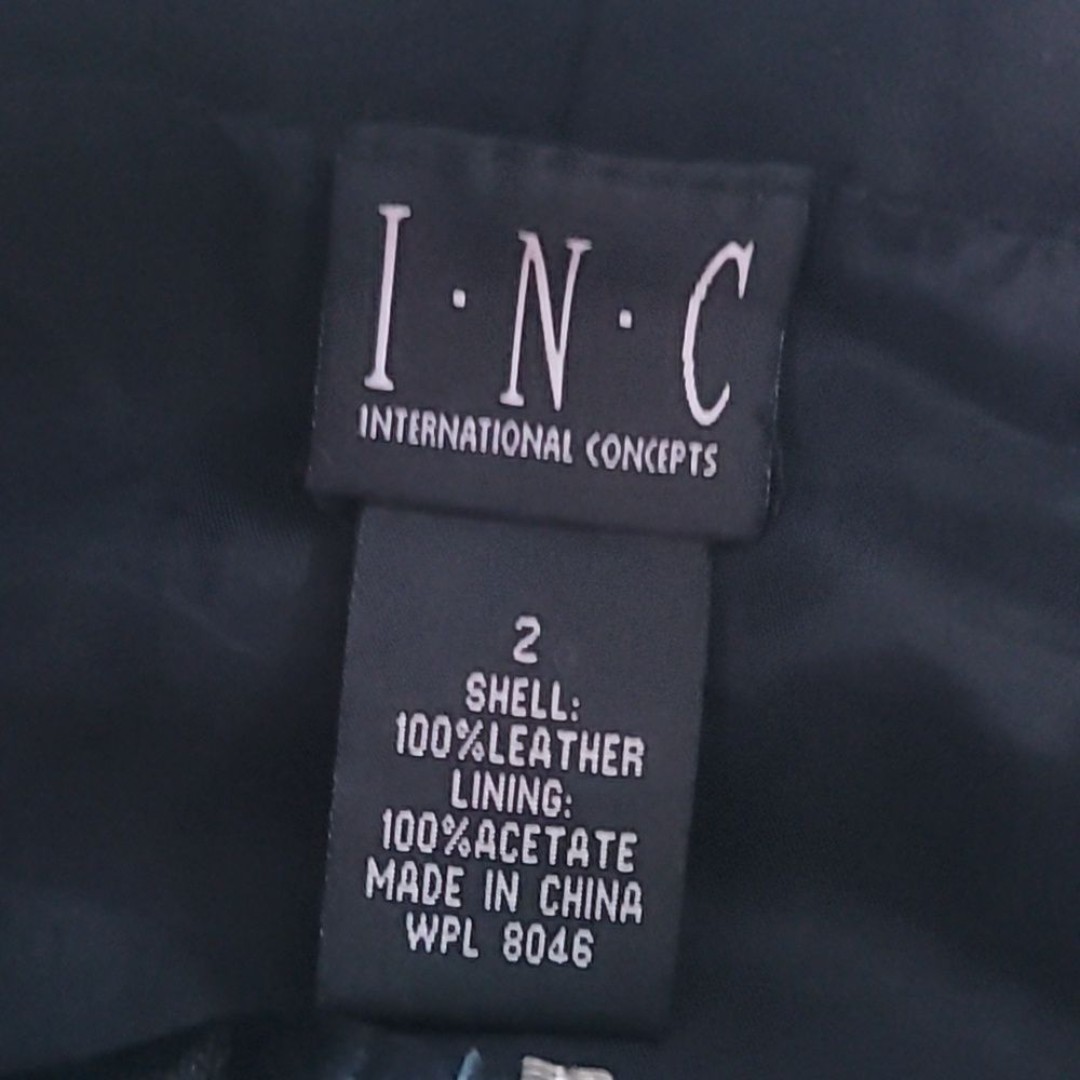 I·N·C
INTERNATIONAL CONCEPTS
2
SHELL:
100%LEATHER
LINING:
100%ACETATE
MADE IN CHINA
WPL 8046